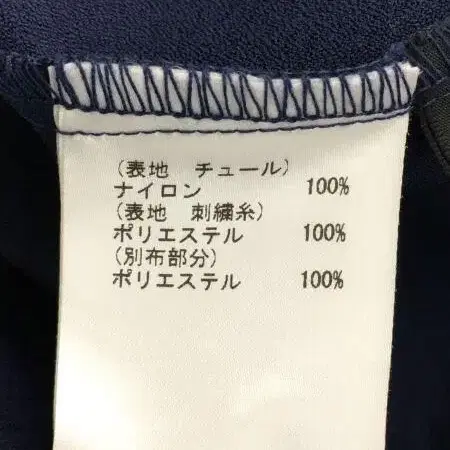 (表地　チュール)
ナイロン 100%
(表地　刺繍糸)
ポリエステル 100%
(別布部分)
ポリエステル 100%